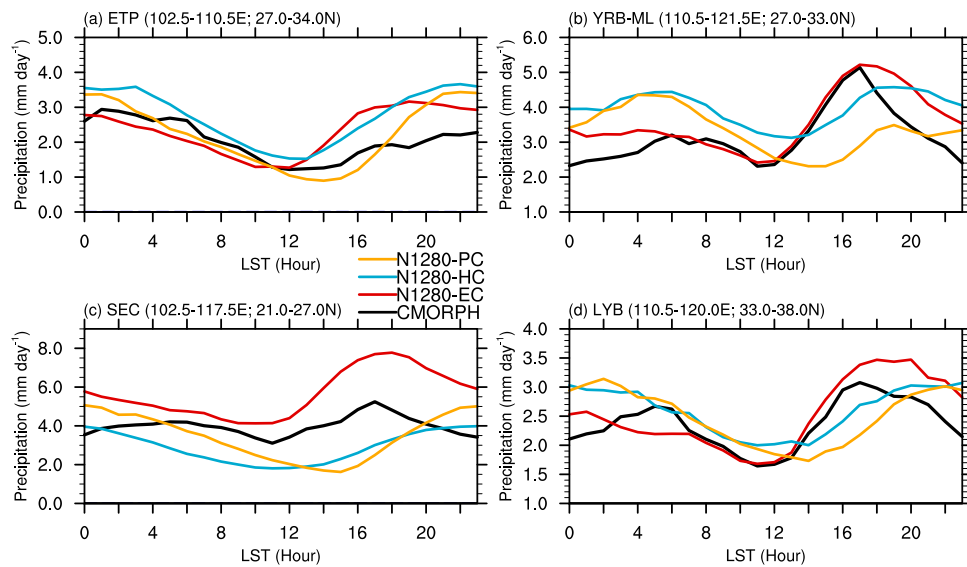 (a) ETP (102.5-110.5E; 27.0-34.0N)
Precipitation (mm day-1)
5.0
4.0
3.0
2.0
1.0
0.0
0 4 8 12 16 20
LST (Hour)
(b) YRB-ML (110.5-121.5E; 27.0-33.0N)
Precipitation (mm day-1)
6.0
5.0
4.0
3.0
2.0
1.0
0 4 8 12 16 20
LST (Hour)
N1280-PC
N1280-HC
N1280-EC
CMORPH
(c) SEC (102.5-117.5E; 21.0-27.0N)
Precipitation (mm day-1)
8.0
6.0
4.0
2.0
0.0
0 4 8 12 16 20
LST (Hour)
(d) LYB (110.5-120.0E; 33.0-38.0N)
Precipitation (mm day-1)
4.0
3.5
3.0
2.5
2.0
1.5
1.0
0 4 8 12 16 20
LST (Hour)